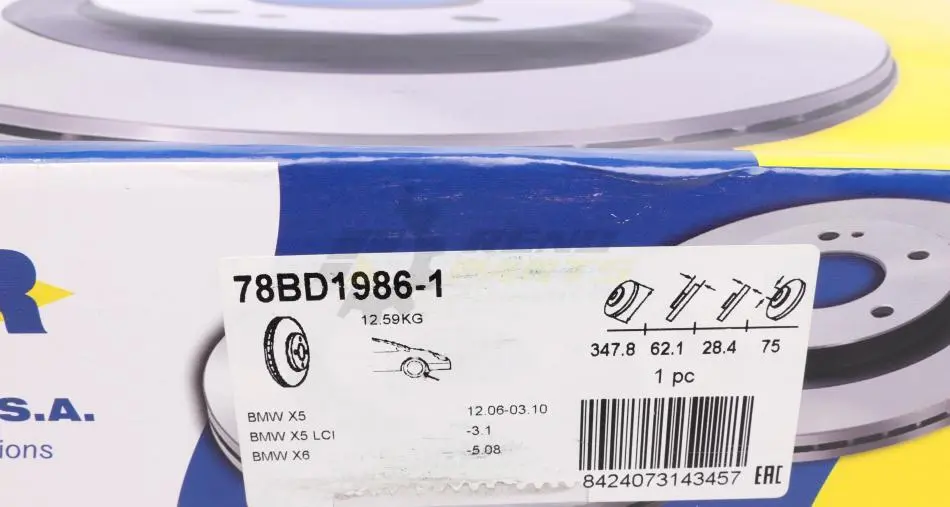 78BD1986-1
12.59KG
347.8 62.1 28.4 75
1 pc
BMW X5 12.06-03.10
BMW X5 LCI -3.1
BMW X6 -5.08
8424073143457 EAC
R
S.A.
ions